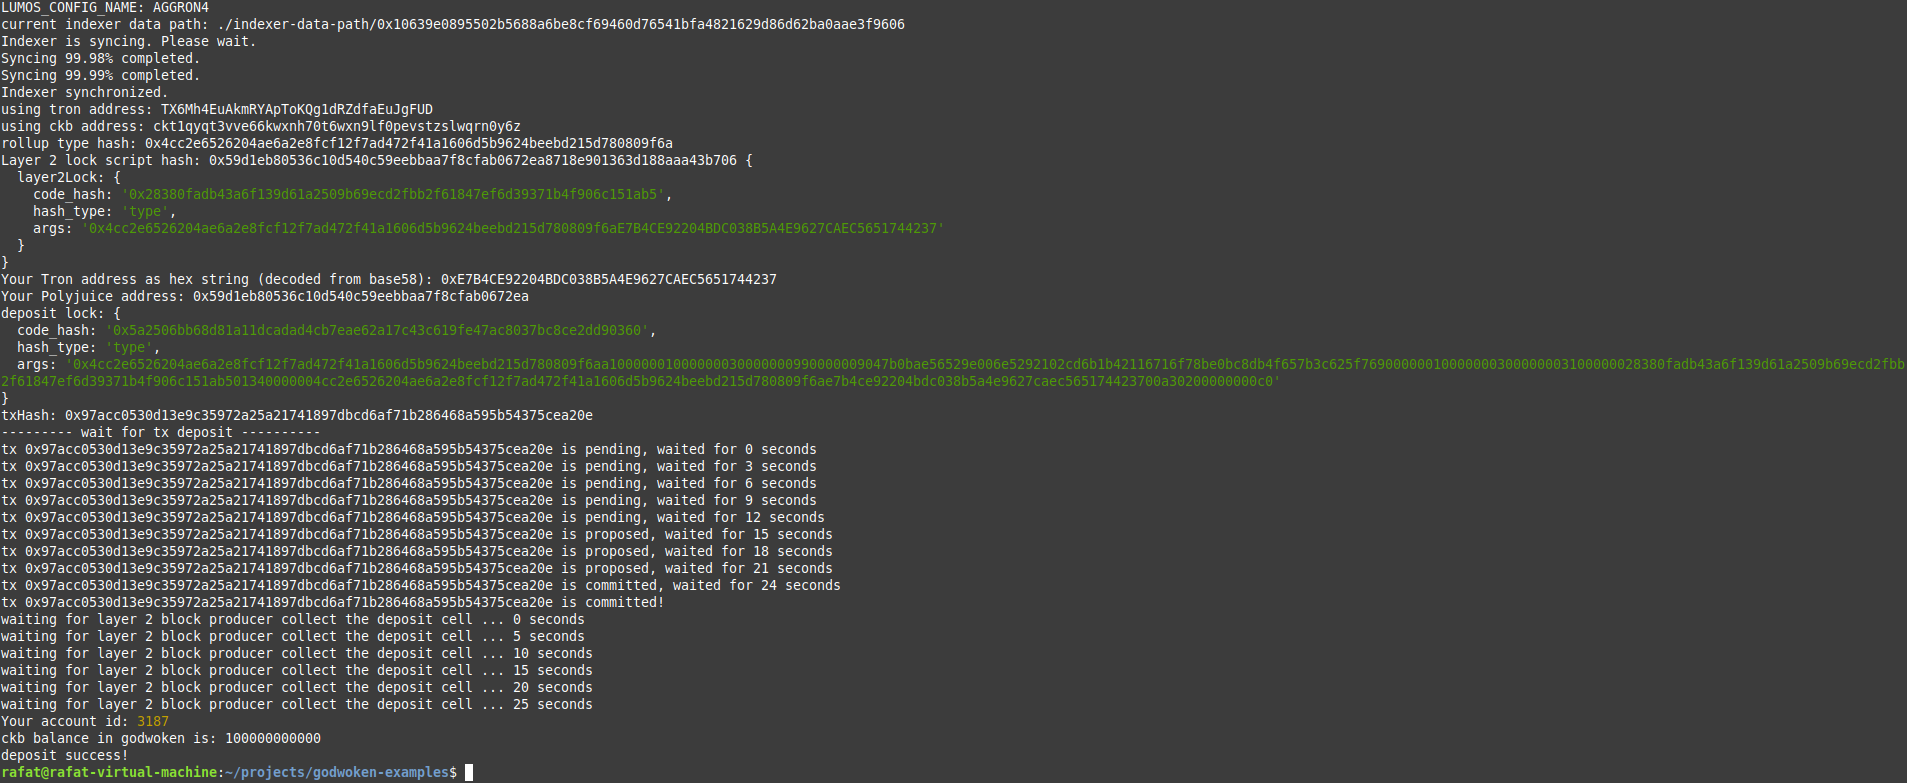 LUMOS_CONFIG_NAME: AGGRON4
current indexer data path: ./indexer-data-path/0x10639e0895502b5688a6be8cf69460d76541bfa4821629d86d62ba0aae3f9606
Indexer is syncing. Please wait.
Syncing 99.98% completed.
Syncing 99.99% completed.
Indexer synchronized.
using tron address: TX6Mh4EuAkmRYApToKQg1dRZdfaEuJgFUD
using ckb address: ckt1qyqt3vve66kwxnh70t6wxn9lf0pevstzslwqrn0y6z
rollup type hash: 0x4cc2e6526204ae6a2e8fcf12f7ad472f41a1606d5b9624beebd215d780809f6a
Layer 2 lock script hash: 0x59d1eb80536c10d540c59eebbaa7f8cfab0672ea8718e901363d188aaa43b706 {
  layer2Lock: {
    code_hash: '0x28380fadb43a6f139d61a2509b69ecd2fbb2f61847ef6d39371b4f906c151ab5',
    hash_type: 'type',
    args: '0x4cc2e6526204ae6a2e8fcf12f7ad472f41a1606d5b9624beebd215d780809f6aE7B4CE92204BDC038B5A4E9627CAEC5651744237'
  }
}
Your Tron address as hex string (decoded from base58): 0xE7B4CE92204BDC038B5A4E9627CAEC5651744237
Your Polyjuice address: 0x59d1eb80536c10d540c59eebbaa7f8cfab0672ea
deposit lock: {
  code_hash: '0x5a2506bb68d81a11dcadad4cb7eae62a17c43c619fe47ac8037bc8ce2dd90360',
  hash_type: 'type',
  args: '0x4cc2e6526204ae6a2e8fcf12f7ad472f41a1606d5b9624beebd215d780809f6aa10000001000000030000000990000009047b0bae56529e006e5292102cd6b1b42116716f78be0bc8db4f657b3c625f76900000010000000300000003100000028380fadb43a6f139d61a2509b69ecd2fbb
2f61847ef6d39371b4f906c151ab501340000004cc2e6526204ae6a2e8fcf12f7ad472f41a1606d5b9624beebd215d780809f6ae7b4ce92204bdc038b5a4e9627caec565174423700a30200000000c0'
}
txHash: 0x97acc0530d13e9c35972a25a21741897dbcd6af71b286468a595b54375cea20e
--------- wait for tx deposit ----------
tx 0x97acc0530d13e9c35972a25a21741897dbcd6af71b286468a595b54375cea20e is pending, waited for 0 seconds
tx 0x97acc0530d13e9c35972a25a21741897dbcd6af71b286468a595b54375cea20e is pending, waited for 3 seconds
tx 0x97acc0530d13e9c35972a25a21741897dbcd6af71b286468a595b54375cea20e is pending, waited for 6 seconds
tx 0x97acc0530d13e9c35972a25a21741897dbcd6af71b286468a595b54375cea20e is pending, waited for 9 seconds
tx 0x97acc0530d13e9c35972a25a21741897dbcd6af71b286468a595b54375cea20e is pending, waited for 12 seconds
tx 0x97acc0530d13e9c35972a25a21741897dbcd6af71b286468a595b54375cea20e is proposed, waited for 15 seconds
tx 0x97acc0530d13e9c35972a25a21741897dbcd6af71b286468a595b54375cea20e is proposed, waited for 18 seconds
tx 0x97acc0530d13e9c35972a25a21741897dbcd6af71b286468a595b54375cea20e is proposed, waited for 21 seconds
tx 0x97acc0530d13e9c35972a25a21741897dbcd6af71b286468a595b54375cea20e is committed, waited for 24 seconds
tx 0x97acc0530d13e9c35972a25a21741897dbcd6af71b286468a595b54375cea20e is committed!
waiting for layer 2 block producer collect the deposit cell ... 0 seconds
waiting for layer 2 block producer collect the deposit cell ... 5 seconds
waiting for layer 2 block producer collect the deposit cell ... 10 seconds
waiting for layer 2 block producer collect the deposit cell ... 15 seconds
waiting for layer 2 block producer collect the deposit cell ... 20 seconds
waiting for layer 2 block producer collect the deposit cell ... 25 seconds
Your account id: 3187
ckb balance in godwoken is: 100000000000
deposit success!
rafat@rafat-virtual-machine:~/projects/godwoken-examples$